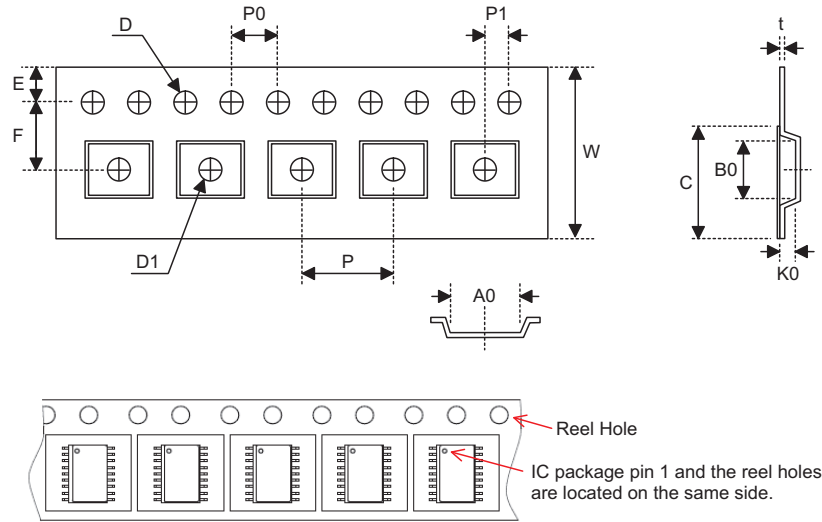 D
P0
P1
t
E
F
W
C
B0
D1
P
K0
A0
Reel Hole
IC package pin 1 and the reel holes
are located on the same side.